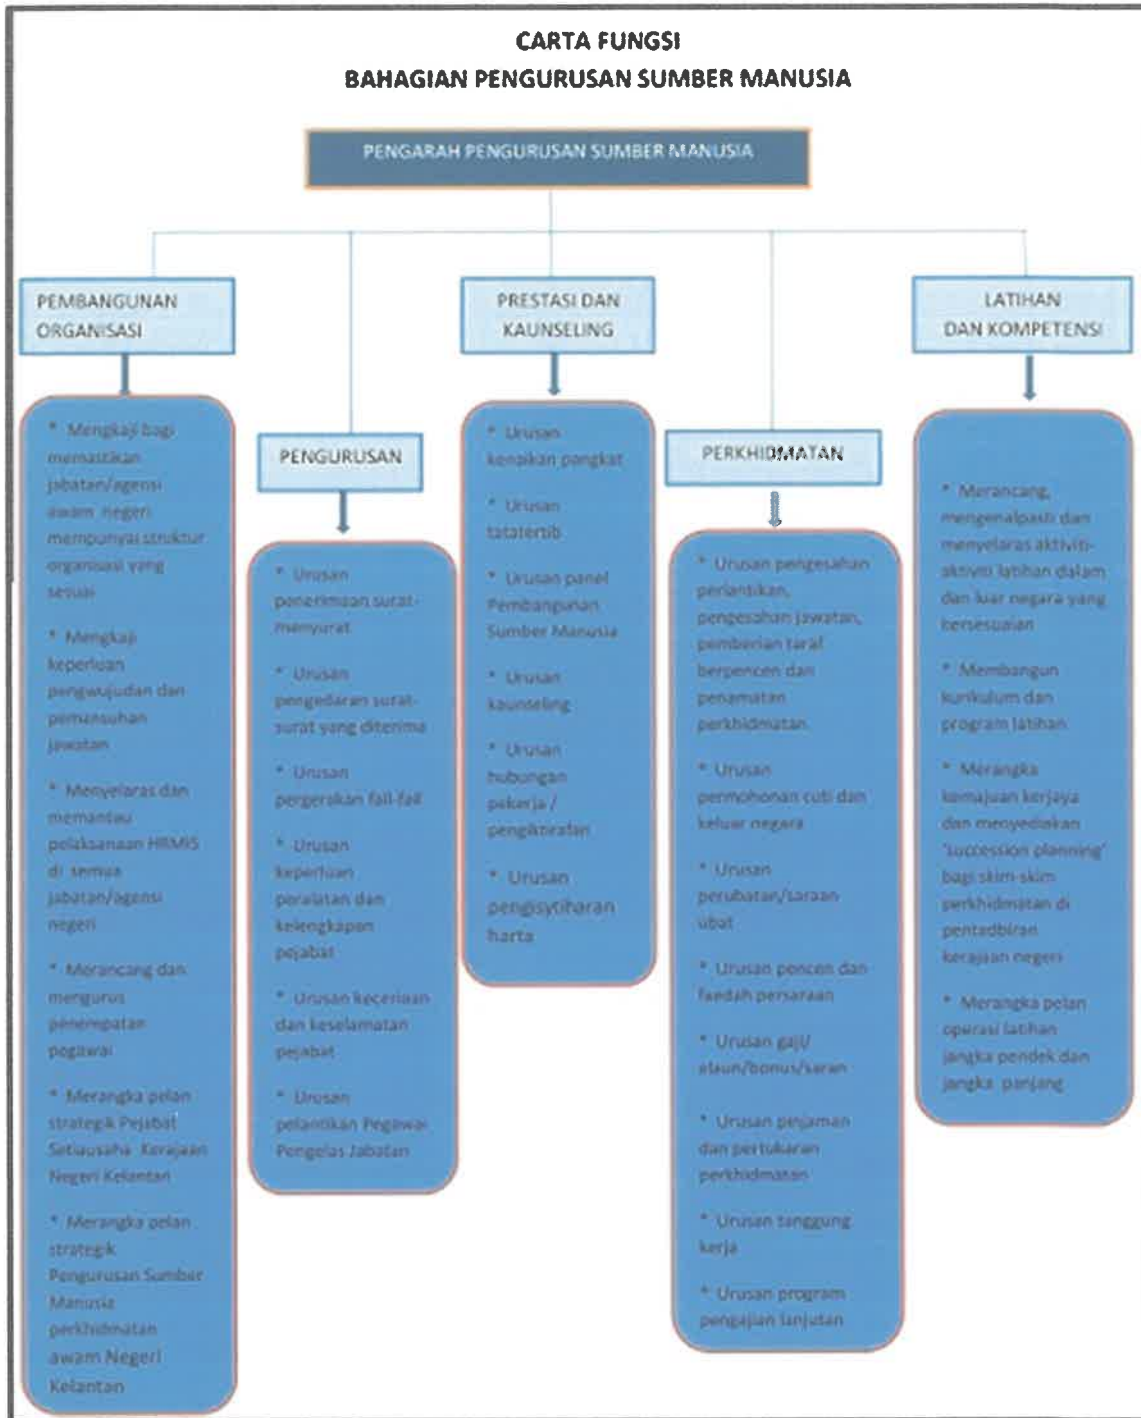 CARTA FUNGSI
BAHAGIAN PENGURUSAN SUMBER MANUSIA
PENGARAH PENGURUSAN SUMBER MANUSIA
PEMBANGUNAN
ORGANISASI
* Mengkaji bagi
memastikan
jabatan/agensi
awam negeri
mempunyai struktur
organisasi yang
sesuai
* Mengkaji
keperluan
pengwujudan dan
pemansuhan
jawatan
* Menyelaras dan
memantau
pelaksanaan HRMIS
di semua
jabatan/agensi
negeri
* Merancang dan
mengurus
penempatan
pegawai
* Merangka pelan
strategik Pejabat
Setiausaha Kerajaan
Negeri Kelantan
* Merangka pelan
strategik
Pengurusan Sumber
Manusia
perkhidmatan
awam Negeri
Kelantan
PENGURUSAN
* Urusan
penerimaan surat-
menyurat
* Urusan
pengedaran surat-
surat yang diterima
* Urusan
pergerakan fail-fail
* Urusan
keperluan
peralatan dan
kelengkapan
pejabat
* Urusan keceriaan
dan keselamatan
pejabat
* Urusan
pelantikan Pegawai
Pengelas Jabatan
PRESTASI DAN
KAUNSELING
* Urusan
kenaikan pangkat
* Urusan
tatatertib
* Urusan panel
Pembangunan
Sumber Manusia
* Urusan
kaunseling
* Urusan
hubungan
pekerja /
pengiktirafan
* Urusan
pengisytiharan
harta
PERKHIDMATAN
* Urusan pengesahan
perlantikan,
pengesahan jawatan,
pemberian taraf
berpencen dan
penamatan
perkhidmatan.
* Urusan
permohonan cuti dan
keluar negara
* Urusan
perubatan/saraan
ubat
* Urusan pencen dan
faedah persaraan
* Urusan gaji/
elaun/bonus/saran
* Urusan pinjaman
dan pertukaran
perkhidmatan
* Urusan tanggung
kerja
* Urusan program
pengajian lanjutan
LATIHAN
DAN KOMPETENSI
* Merancang,
mengenalpasti dan
menyelaras aktiviti-
aktiviti latihan dalam
dan luar negara yang
bersesuaian
* Membangun
kurikulum dan
program latihan
* Merangka
kemajuan kerjaya
dan menyediakan
'succession planning'
bagi skim-skim
perkhidmatan di
pentadbiran
kerajaan negeri
* Merangka pelan
operasi latihan
jangka pendek dan
jangka panjang